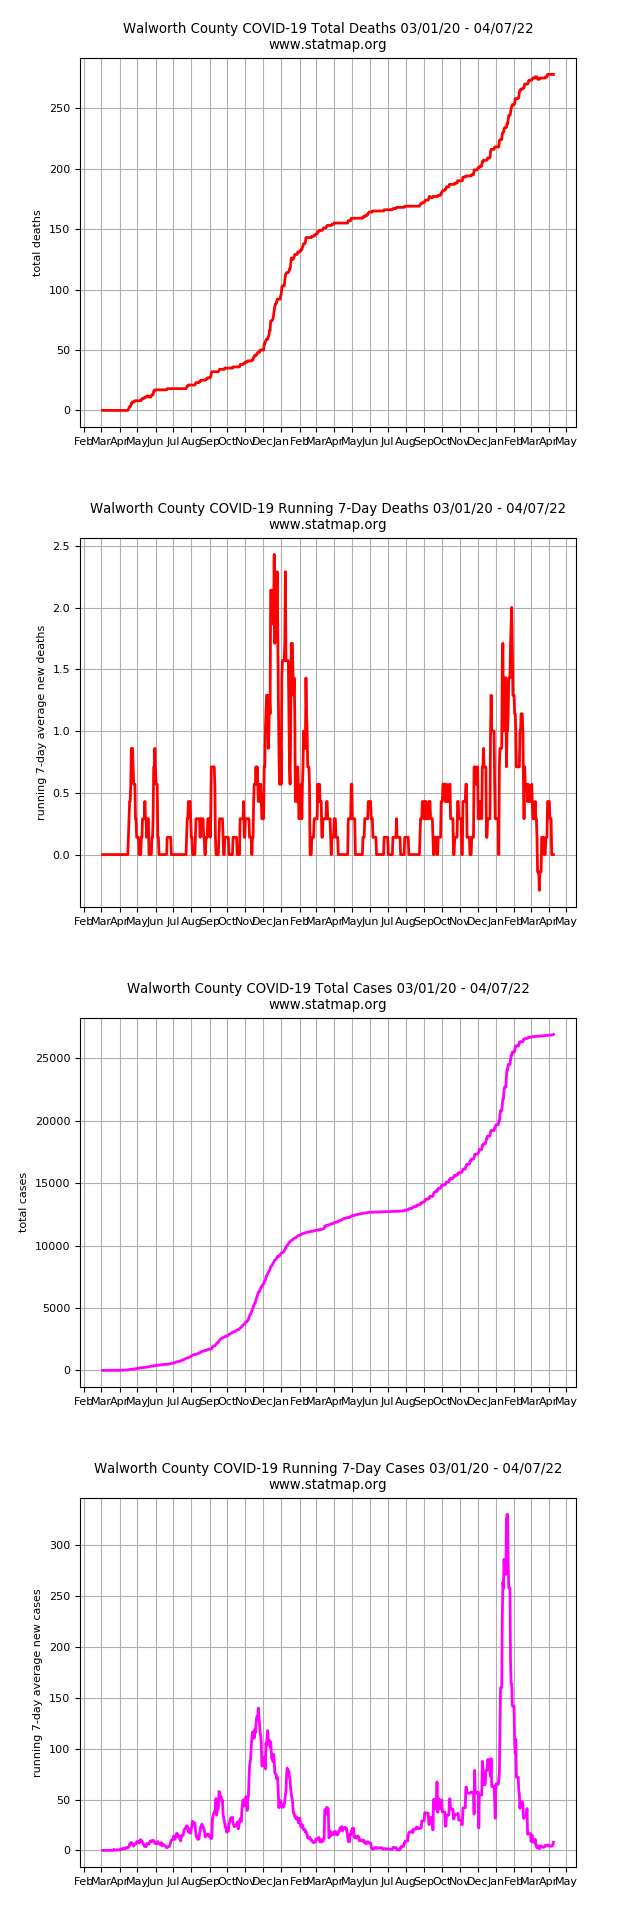 Walworth County COVID-19 Total Deaths 03/01/20 - 04/07/22
www.statmap.org
total deaths
250
200
150
100
50
0
Feb Mar Apr May Jun Jul Aug Sep Oct Nov Dec Jan Feb Mar Apr May Jun Jul Aug Sep Oct Nov Dec Jan Feb Mar Apr May
Walworth County COVID-19 Running 7-Day Deaths 03/01/20 - 04/07/22
www.statmap.org
running 7-day average new deaths
2.5
2.0
1.5
1.0
0.5
0.0
Feb Mar Apr May Jun Jul Aug Sep Oct Nov Dec Jan Feb Mar Apr May Jun Jul Aug Sep Oct Nov Dec Jan Feb Mar Apr May
Walworth County COVID-19 Total Cases 03/01/20 - 04/07/22
www.statmap.org
total cases
25000
20000
15000
10000
5000
0
Feb Mar Apr May Jun Jul Aug Sep Oct Nov Dec Jan Feb Mar Apr May Jun Jul Aug Sep Oct Nov Dec Jan Feb Mar Apr May
Walworth County COVID-19 Running 7-Day Cases 03/01/20 - 04/07/22
www.statmap.org
running 7-day average new cases
300
250
200
150
100
50
0
Feb Mar Apr May Jun Jul Aug Sep Oct Nov Dec Jan Feb Mar Apr May Jun Jul Aug Sep Oct Nov Dec Jan Feb Mar Apr May